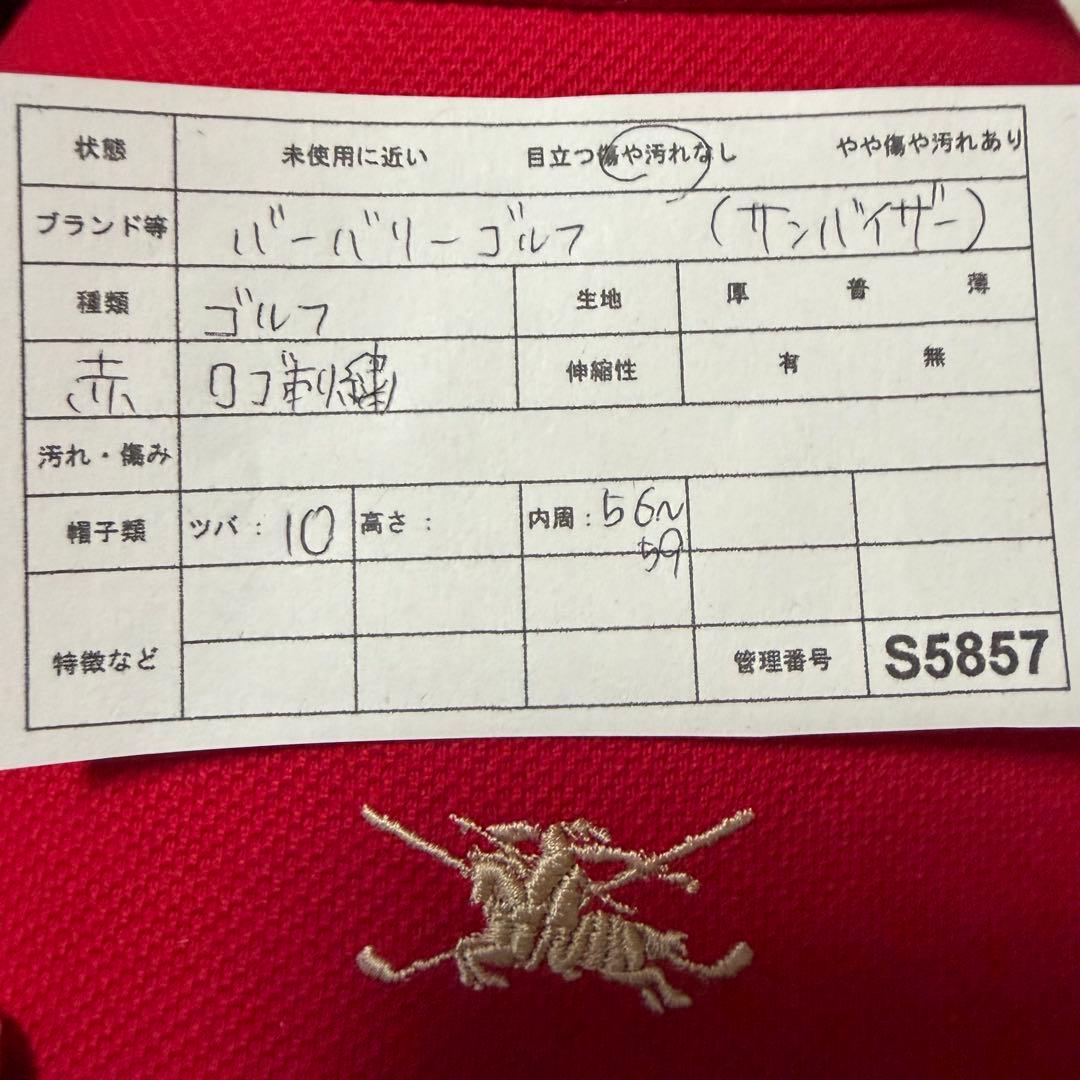 状態 未使用に近い 目立つ傷や汚れなし やや傷や汚れあり
ブランド等 バーバリーゴルフ (サンバイザー)
種類 ゴルフ 生地 厚 普 薄
赤 ロゴ刺繍 伸縮性 有 無
汚れ・傷み
帽子類 ツバ：10 高さ： 内周：56~
59
特徴など 管理番号 S5857